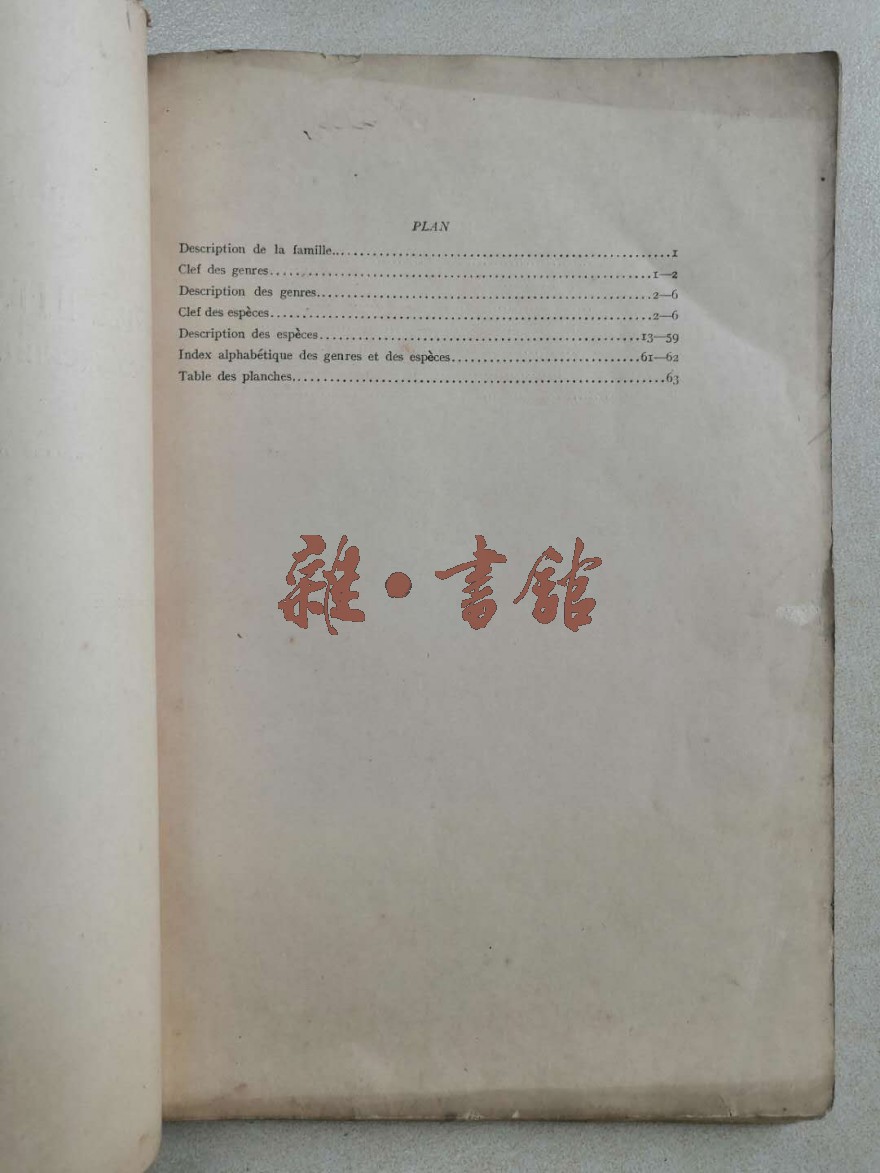 PLAN
Description de la famille.......................................................1
Clef des genres.................................................................1—2
Description des genres.......................................................2—6
Clef des espèces...............................................................2—6
Description des espèces.....................................................13—59
Index alphabétique des genres et des espèces...............................61—62
Table des planches.............................................................63
雜·書館